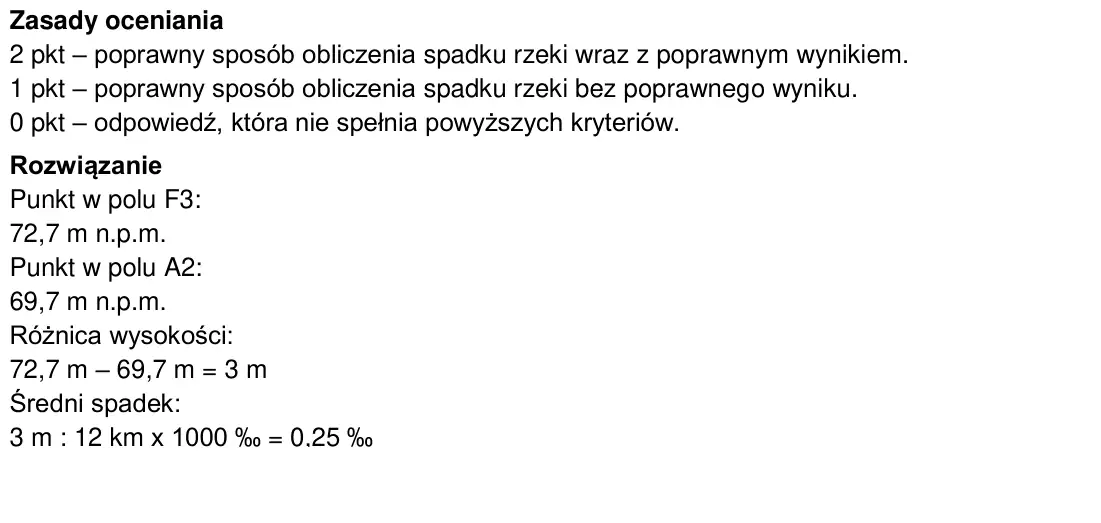 Zasady oceniania
2 pkt – poprawny sposób obliczenia spadku rzeki wraz z poprawnym wynikiem.
1 pkt – poprawny sposób obliczenia spadku rzeki bez poprawnego wyniku.
0 pkt – odpowiedź, która nie spełnia powyższych kryteriów.
Rozwiązanie
Punkt w polu F3:
72,7 m n.p.m.
Punkt w polu A2:
69,7 m n.p.m.
Różnica wysokości:
72,7 m – 69,7 m = 3 m
Średni spadek:
3 m : 12 km x 1000 ‰ = 0,25 ‰